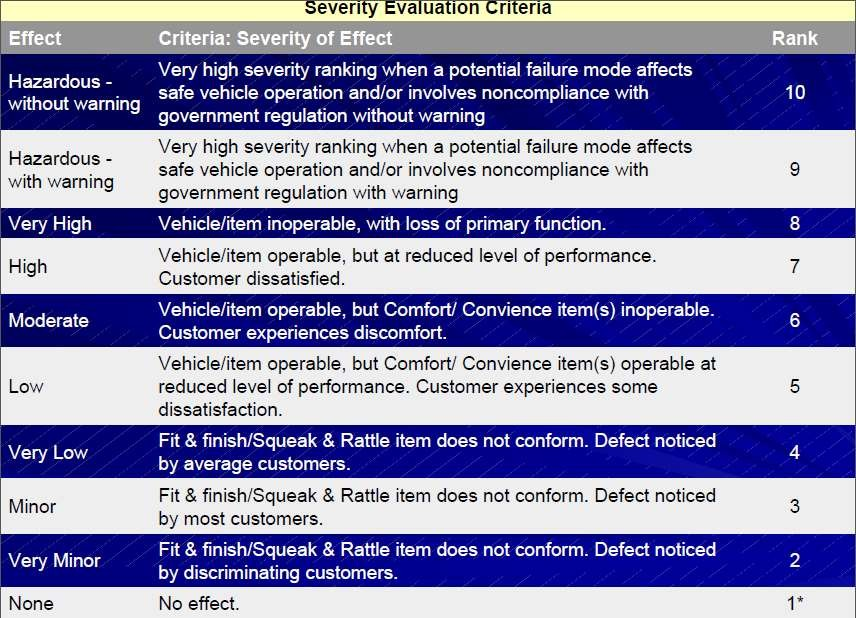 Severity Evaluation Criteria
Effect Criteria: Severity of Effect Rank
Hazardous - without warning Very high severity ranking when a potential failure mode affects
safe vehicle operation and/or involves noncompliance with
government regulation without warning 10
Hazardous - with warning Very high severity ranking when a potential failure mode affects
safe vehicle operation and/or involves noncompliance with
government regulation with warning 9
Very High Vehicle/item inoperable, with loss of primary function. 8
High Vehicle/item operable, but at reduced level of performance.
Customer dissatisfied. 7
Moderate Vehicle/item operable, but Comfort/ Convience item(s) inoperable.
Customer experiences discomfort. 6
Low Vehicle/item operable, but Comfort/ Convience item(s) operable at
reduced level of performance. Customer experiences some
dissatisfaction. 5
Very Low Fit & finish/Squeak & Rattle item does not conform. Defect noticed
by average customers. 4
Minor Fit & finish/Squeak & Rattle item does not conform. Defect noticed
by most customers. 3
Very Minor Fit & finish/Squeak & Rattle item does not conform. Defect noticed
by discriminating customers. 2
None No effect. 1*